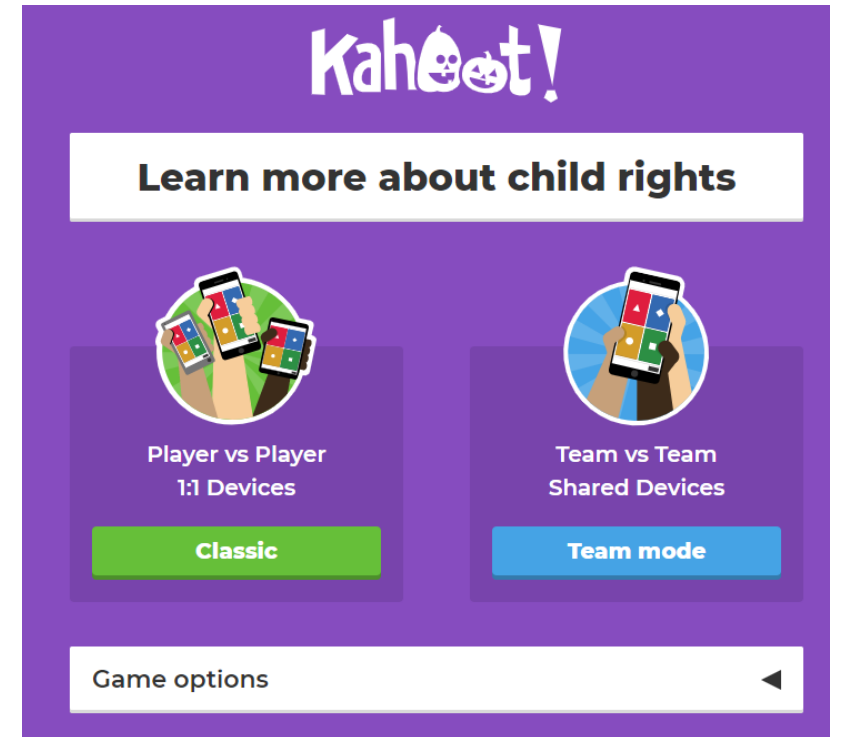 Kahoot!
Learn more about child rights
Player vs Player
1:1 Devices
Classic
Team vs Team
Shared Devices
Team mode
Game options